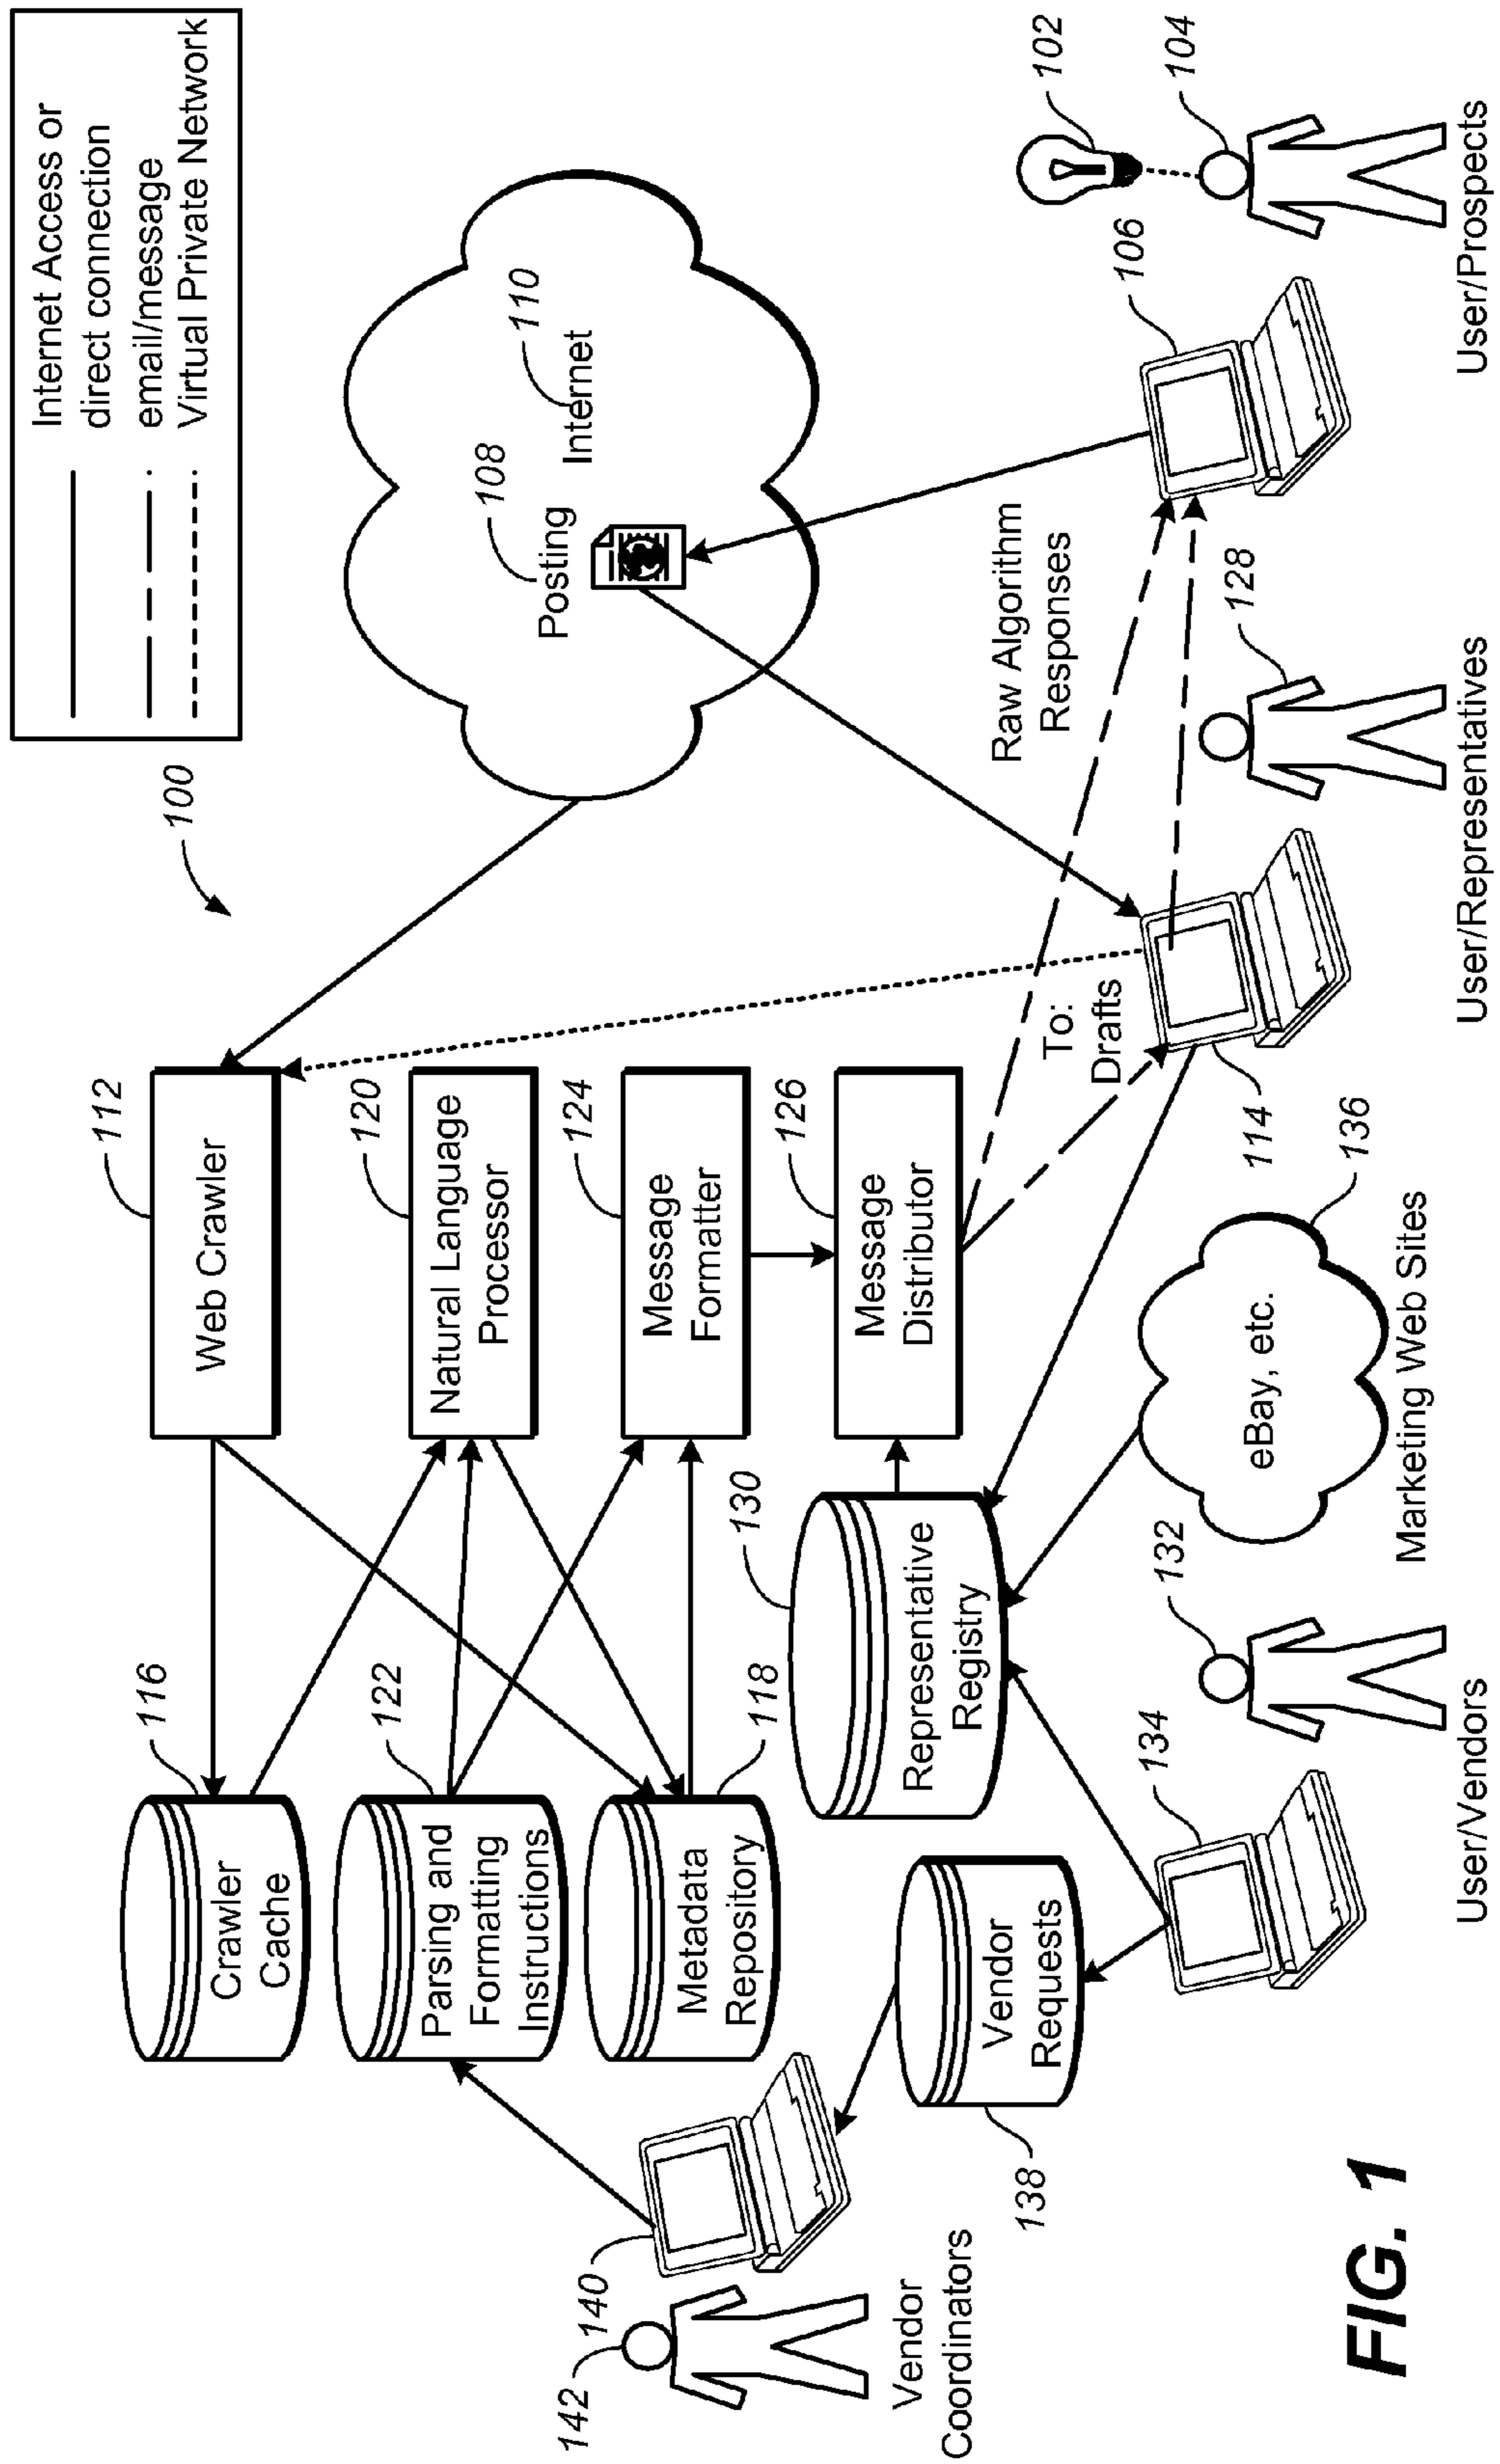 Internet Access or
direct connection
email/message
Virtual Private Network
100
112
Web Crawler
116
Crawler
Cache
120
Natural Language
Processor
122
Parsing and
Formatting
Instructions
124
Message
Formatter
118
Metadata
Repository
126
Message
Distributor
130
Representative
Registry
138
Vendor
Requests
110
Internet
108
Posting
Raw Algorithm
Responses
To:
Drafts
102
104
106
User/Prospects
128
114
User/Representatives
136
eBay, etc.
Marketing Web Sites
132
134
User/Vendors
140
142
Vendor
Coordinators
FIG. 1